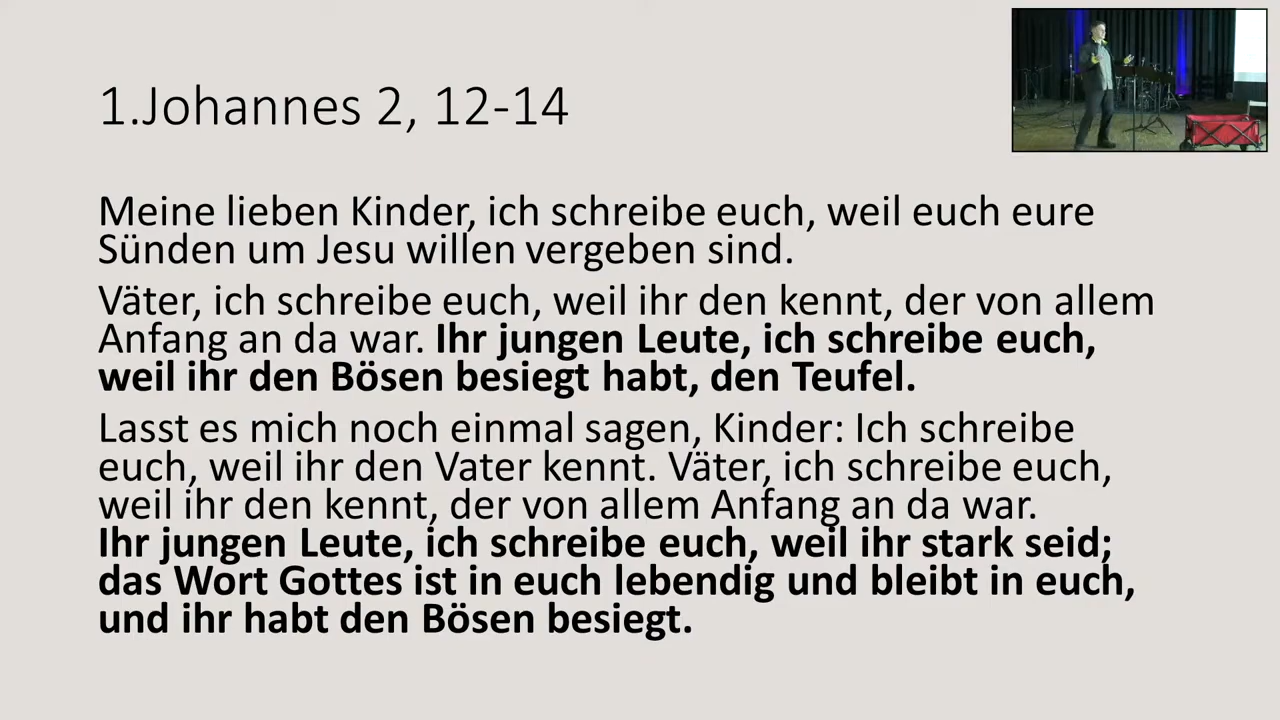 1.Johannes 2, 12-14
Meine lieben Kinder, ich schreibe euch, weil euch eure
Sünden um Jesu willen vergeben sind.
Väter, ich schreibe euch, weil ihr den kennt, der von allem
Anfang an da war. Ihr jungen Leute, ich schreibe euch,
weil ihr den Bösen besiegt habt, den Teufel.
Lasst es mich noch einmal sagen, Kinder: Ich schreibe
euch, weil ihr den Vater kennt. Väter, ich schreibe euch,
weil ihr den kennt, der von allem Anfang an da war.
Ihr jungen Leute, ich schreibe euch, weil ihr stark seid;
das Wort Gottes ist in euch lebendig und bleibt in euch,
und ihr habt den Bösen besiegt.